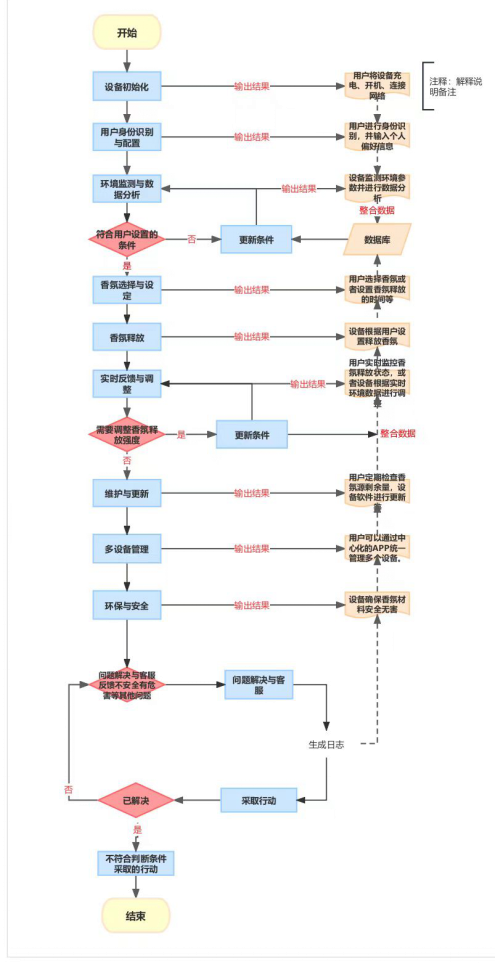 开始
设备初始化
输出结果
用户将设备充
电、开机、连接
网络
注释：解释说
明备注
用户身份识别
与配置
输出结果
用户进行身份识
别，并输入个人
偏好信息
环境监测与数
据分析
输出结果
设备监测环境参
数并进行数据分
析
整合数据
符合用户设置的
条件
否
更新条件
数据库
是
香氛选择与设
定
输出结果
用户选择香氛或
者设置香氛释放
的时间等
香氛释放
输出结果
设备根据用户设
置释放香氛
实时反馈与调
整
输出结果
用户实时监控香
氛释放状态，或
者设备根据实时
环境数据进行调
整
需要调整香氛释
放强度
是
更新条件
整合数据
否
维护与更新
输出结果
用户定期检查香
氛源剩余量，设
备软件进行更新
多设备管理
输出结果
用户可以通过中
心化的APP统一
管理多个设备。
环保与安全
输出结果
设备确保香氛材
料安全无害
问题解决与客服
反馈不安全有危
害等其他问题
问题解决与客
服
生成日志
否
已解决
采取行动
是
不符合判断条件
采取的行动
结束